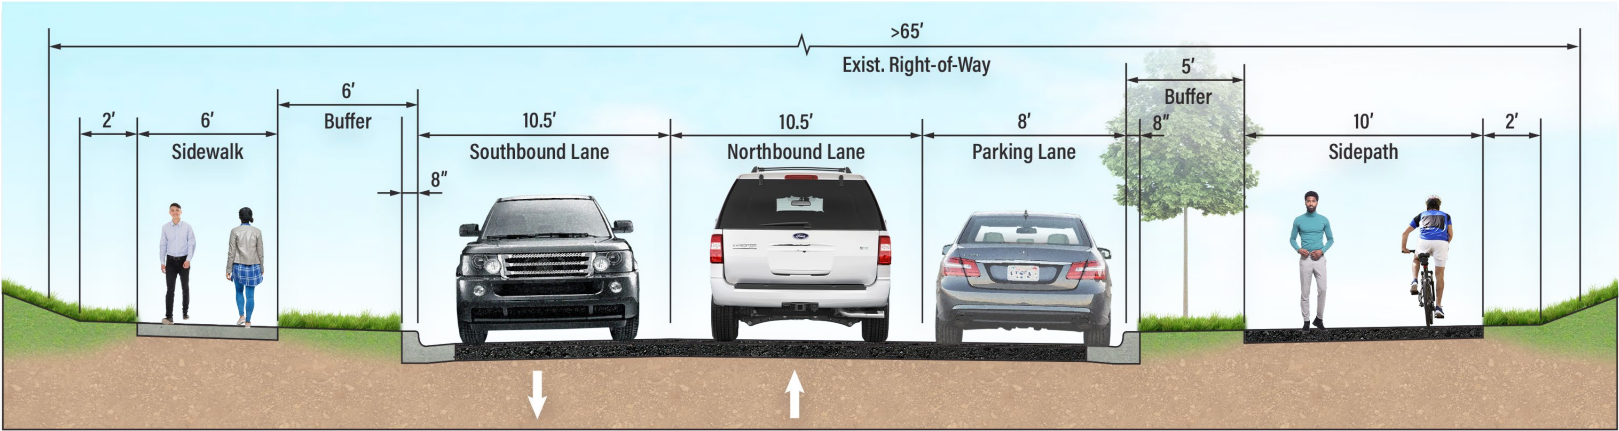 >65′
Exist. Right-of-Way
5′
Buffer
6′
Buffer
2′
6′
Sidewalk
10.5′
Southbound Lane
10.5′
Northbound Lane
8′
Parking Lane
8″
10′
Sidepath
2′
8″